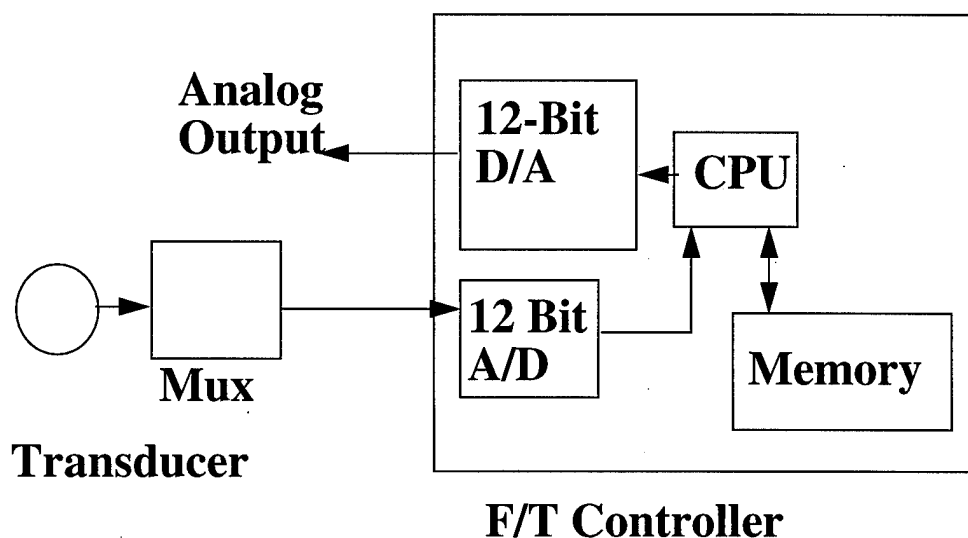 Analog
Output
12-Bit
D/A
CPU
12 Bit
A/D
Memory
Mux
Transducer
F/T Controller